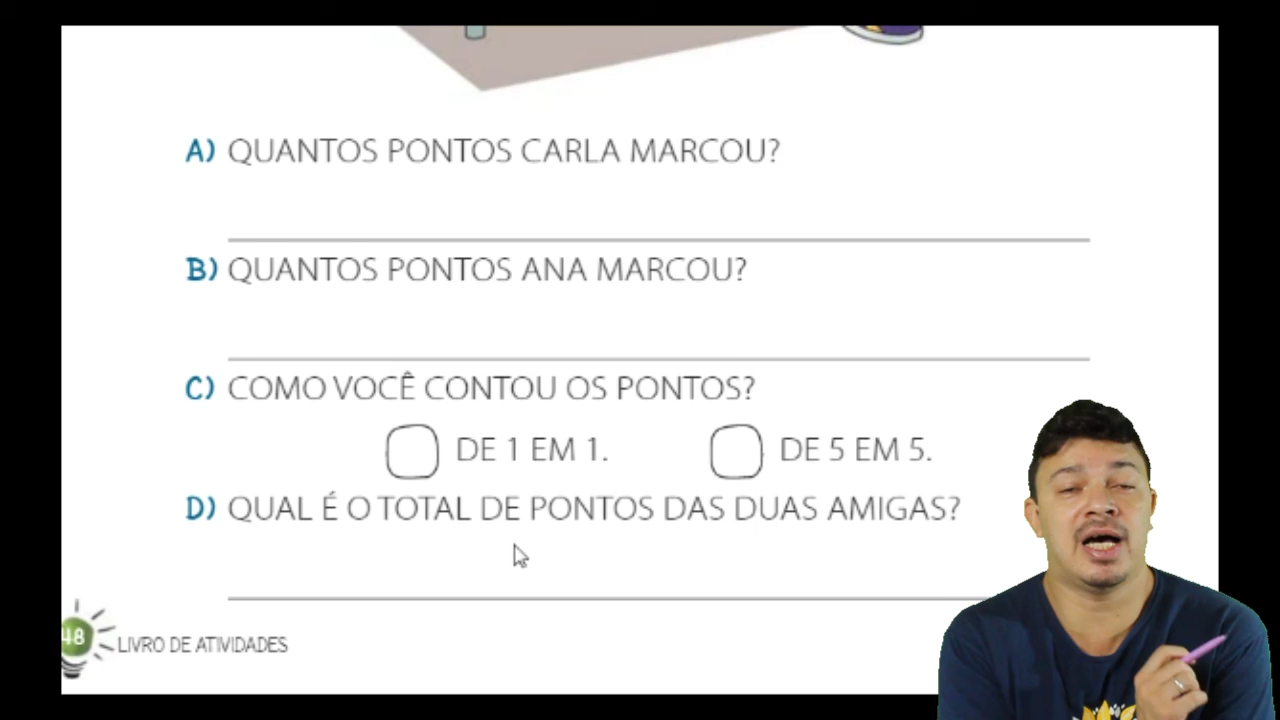 A) QUANTOS PONTOS CARLA MARCOU?
B) QUANTOS PONTOS ANA MARCOU?
C) COMO VOCÊ CONTOU OS PONTOS?
DE 1 EM 1. DE 5 EM 5.
D) QUAL É O TOTAL DE PONTOS DAS DUAS AMIGAS?
48 LIVRO DE ATIVIDADES